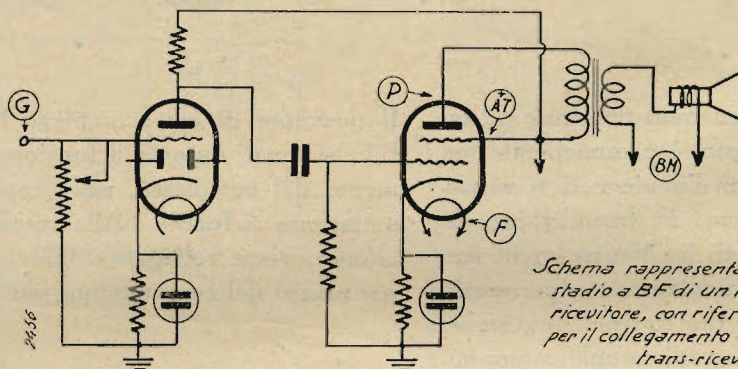 G
P
+
AT
BM
F
Schema rappresenta
stadio a BF di un
ricevitore, con rifer
per il collegamento
trans-ricev
2456